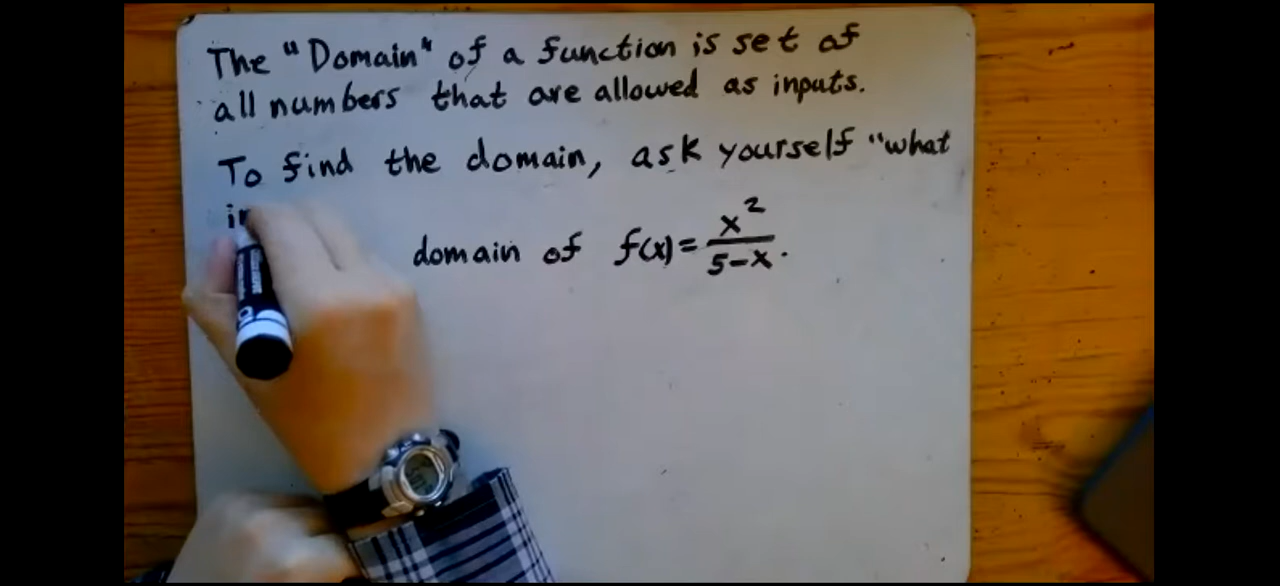 The "Domain" of a function is set of
all numbers that are allowed as inputs.
To find the domain, ask yourself "what
domain of f(x) = x²/5-x.